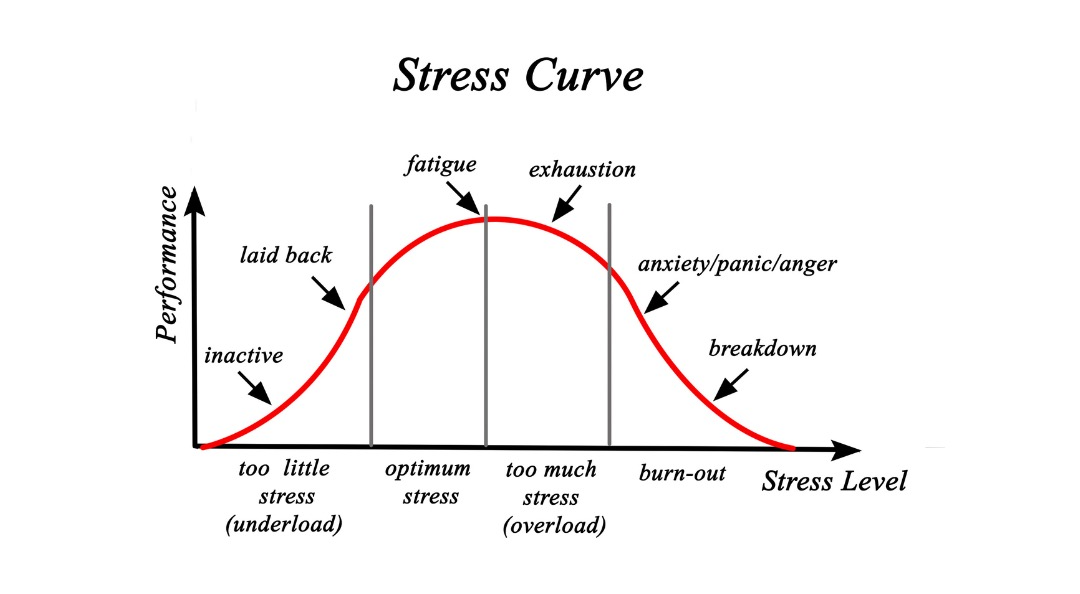 Stress Curve
fatigue
exhaustion
laid back
anxiety/panic/anger
inactive
breakdown
Performance
too little
stress
(underload)
optimum
stress
too much
stress
(overload)
burn-out
Stress Level